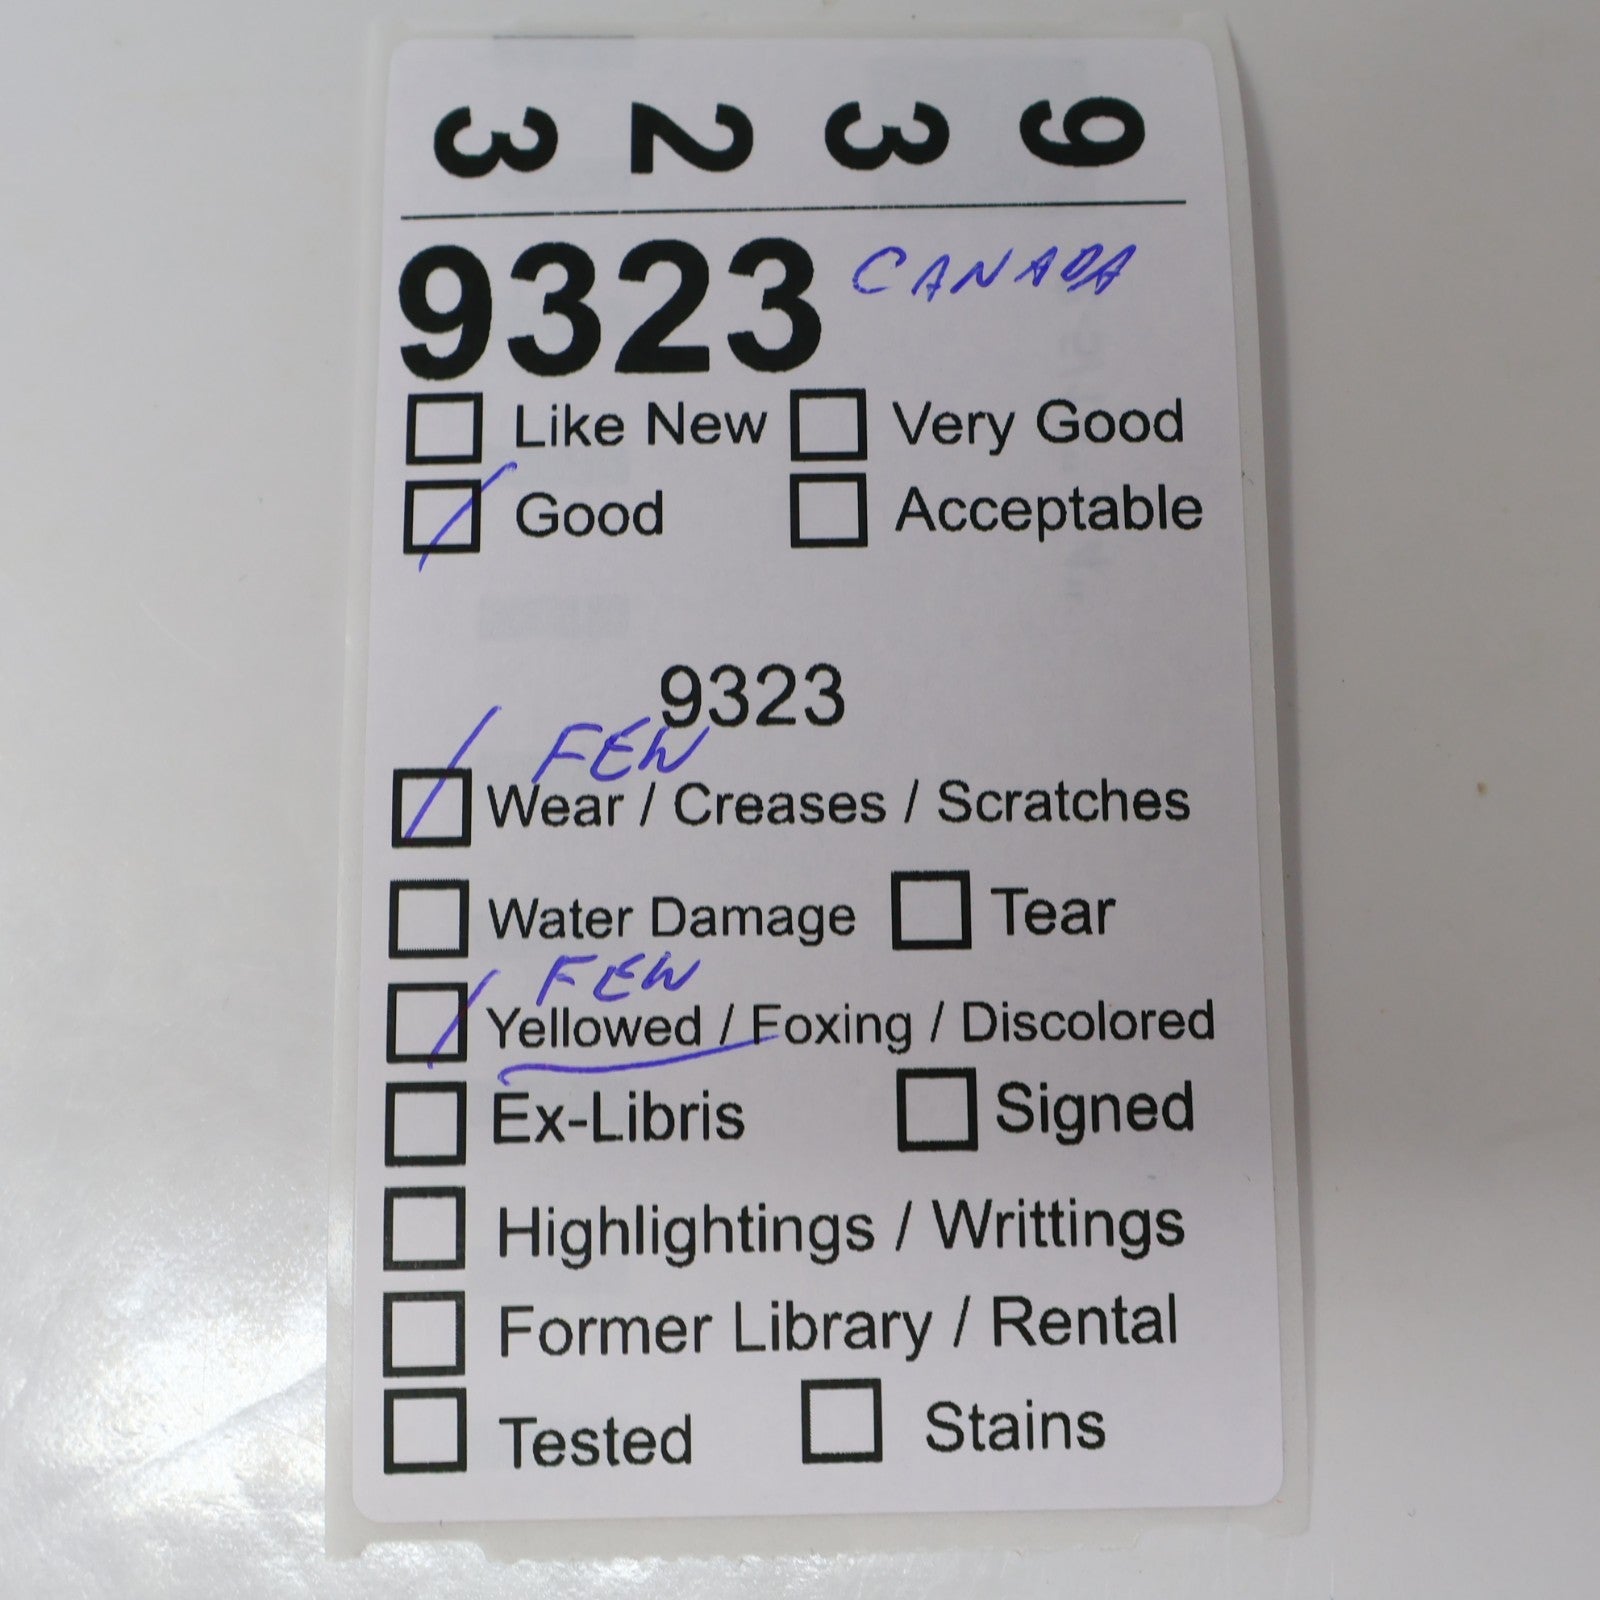 9 3 2 3
9323 CANADA
Like New Very Good
Good Acceptable
9323
FEW
Wear / Creases / Scratches
Water Damage Tear
FEW
Yellowed / Foxing / Discolored
Ex-Libris Signed
Highlightings / Writtings
Former Library / Rental
Tested Stains